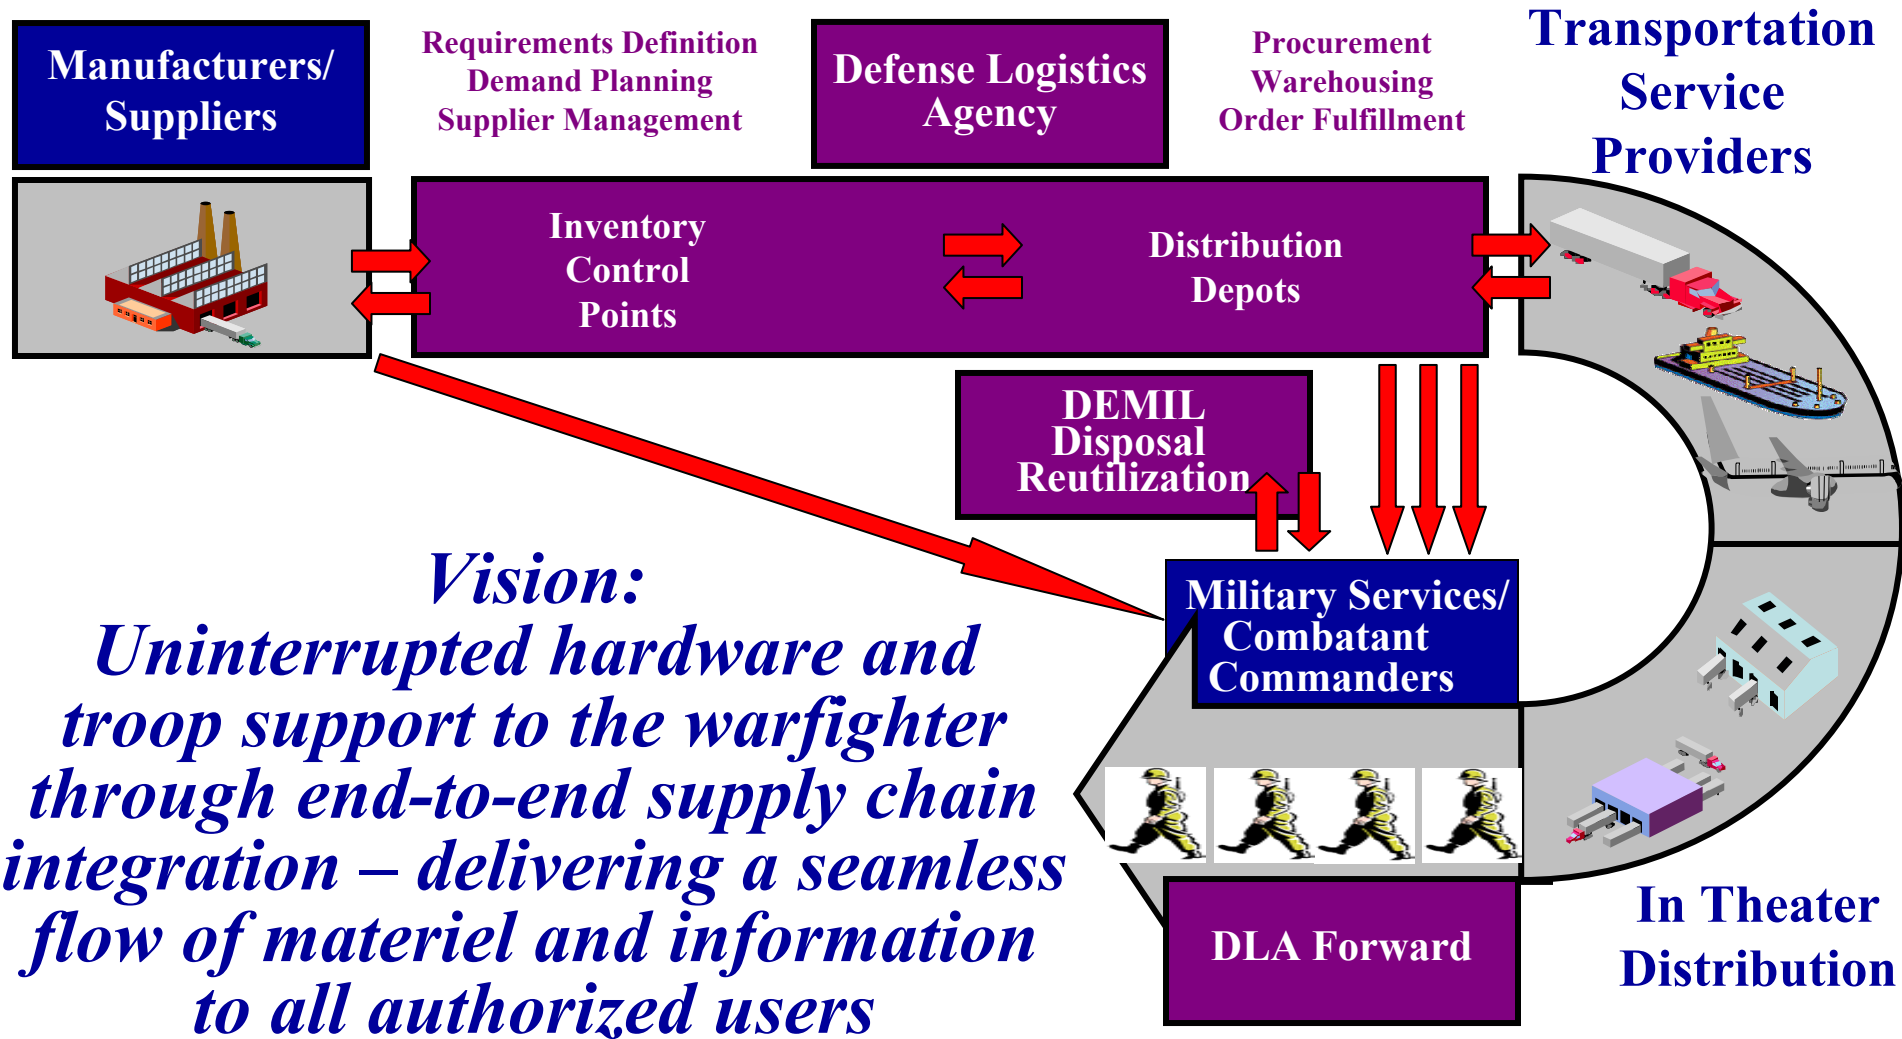 Manufacturers/
Suppliers
Requirements Definition
Demand Planning
Supplier Management
Defense Logistics
Agency
Procurement
Warehousing
Order Fulfillment
Transportation
Service
Providers
Inventory
Control
Points
Distribution
Depots
DEMIL
Disposal
Reutilization
Military Services/
Combatant
Commanders
Vision:
Uninterrupted hardware and
troop support to the warfighter
through end-to-end supply chain
integration – delivering a seamless
flow of materiel and information
to all authorized users
DLA Forward
In Theater
Distribution